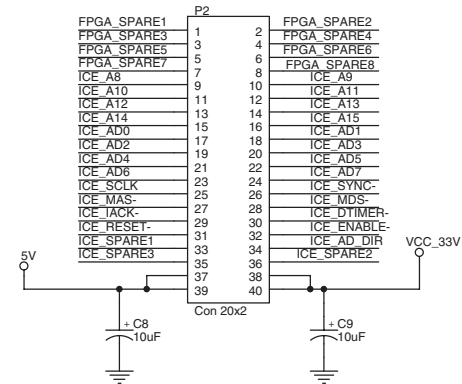 P2
FPGA_SPARE1 1 2 FPGA_SPARE2
FPGA_SPARE3 3 4 FPGA_SPARE4
FPGA_SPARE5 5 6 FPGA_SPARE6
FPGA_SPARE7 7 8 FPGA_SPARE8
ICE_A8 9 10 ICE_A9
ICE_A10 11 12 ICE_A11
ICE_A12 13 14 ICE_A13
ICE_A14 15 16 ICE_A15
ICE_AD0 17 18 ICE_AD1
ICE_AD2 19 20 ICE_AD3
ICE_AD4 21 22 ICE_AD5
ICE_AD6 23 24 ICE_AD7
ICE_SCLK 25 26 ICE_SYNC-
ICE_MAS- 27 28 ICE_MDS-
ICE_IACK- 29 30 ICE_DTIMER-
ICE_RESET- 31 32 ICE_ENABLE-
ICE_SPARE1 33 34 ICE_AD_DIR
ICE_SPARE3 35 36 ICE_SPARE2
5V 37 38 VCC_33V
39 40
Con 20x2
+ C8
10uF
+ C9
10uF